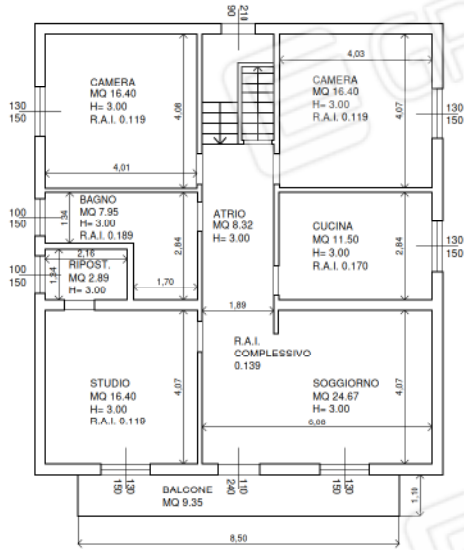 90
210
4,03
CAMERA
MQ 16.40
H= 3.00
R.A.I. 0.119
4,08
CAMERA
MQ 16.40
H= 3.00
R.A.I. 0.119
4,07
130
150
130
150
4,01
BAGNO
MQ 7.95
H= 3.00
R.A.I. 0.189
1,34
100
150
ATRIO
MQ 8.32
H= 3.00
CUCINA
MQ 11.50
H= 3.00
R.A.I. 0.170
2,84
2,84
130
150
2,16
RIPOST.
MQ 2.89
H= 3.00
1,34
100
150
1,70
1,89
R.A.I.
COMPLESSIVO
0.139
STUDIO
MQ 16.40
H= 3.00
R.A.I. 0.119
4,07
SOGGIORNO
MQ 24.67
H= 3.00
4,07
6,08
150
130
240
110
150
130
BALCONE
MQ 9.35
1,10
8,50